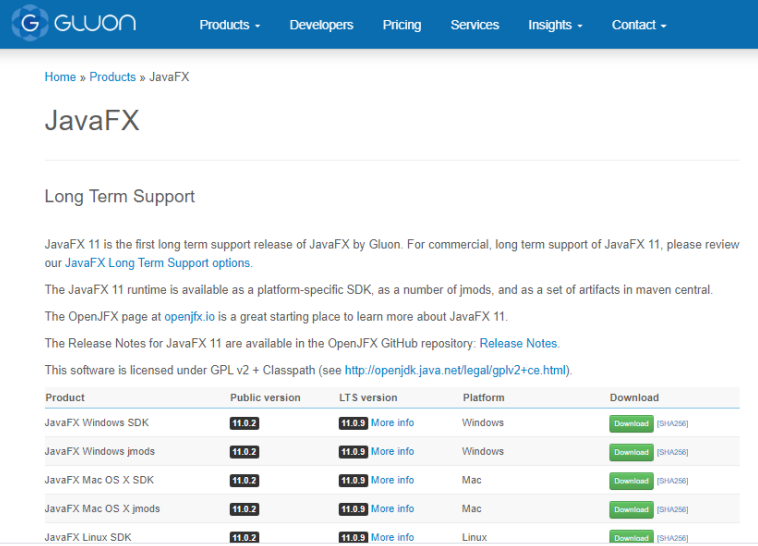 G GLUON Products Developers Pricing Services Insights Contact
Home » Products » JavaFX
JavaFX
Long Term Support
JavaFX 11 is the first long term support release of JavaFX by Gluon. For commercial, long term support of JavaFX 11, please review
our JavaFX Long Term Support options.
The JavaFX 11 runtime is available as a platform-specific SDK, as a number of jmods, and as a set of artifacts in maven central.
The OpenJFX page at openjfx.io is a great starting place to learn more about JavaFX 11.
The Release Notes for JavaFX 11 are available in the OpenJFX GitHub repository: Release Notes.
This software is licensed under GPL v2 + Classpath (see http://openjdk.java.net/legal/gplv2+ce.html).
Product Public version LTS version Platform Download
JavaFX Windows SDK 11.0.2 11.0.9 More info Windows Download [SHA256]
JavaFX Windows jmods 11.0.2 11.0.9 More info Windows Download [SHA256]
JavaFX Mac OS X SDK 11.0.2 11.0.9 More info Mac Download [SHA256]
JavaFX Mac OS X jmods 11.0.2 11.0.9 More info Mac Download [SHA256]
JavaFX Linux SDK 11.0.2 11.0.9 More info Linux Download [SHA256]